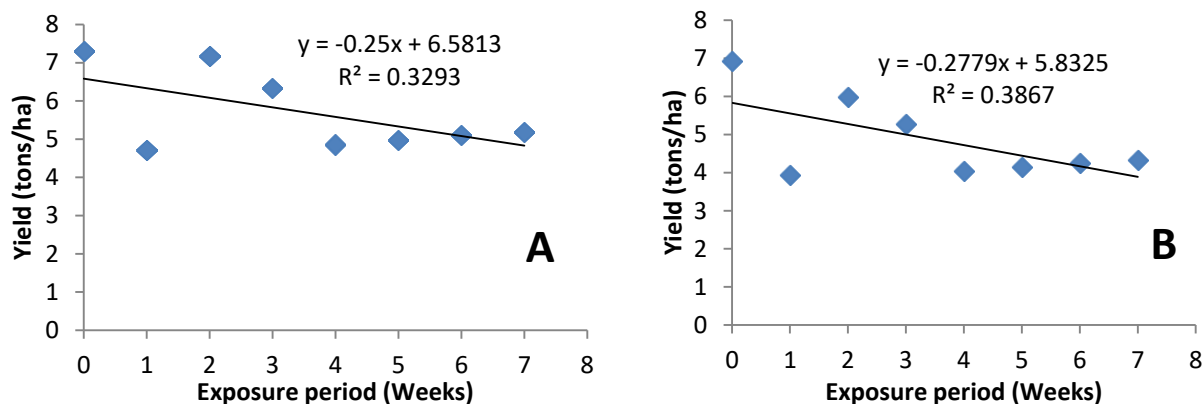 8
7
6
5
4
3
2
1
0
Yield (tons/ha)
y = -0.25x + 6.5813
R² = 0.3293
A
0 1 2 3 4 5 6 7 8
Exposure period (Weeks)
8
7
6
5
4
3
2
1
0
Yield (tons/ha)
y = -0.2779x + 5.8325
R² = 0.3867
B
0 1 2 3 4 5 6 7 8
Exposure period (Weeks)